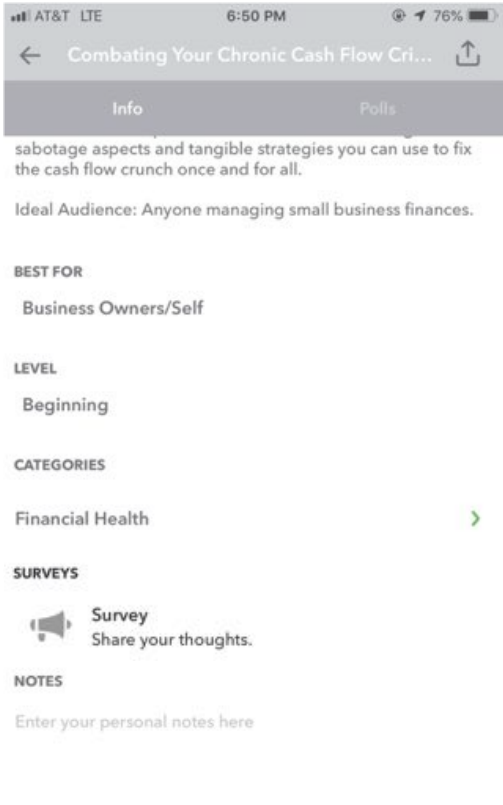 AT&T LTE 6:50 PM 76%
Combating Your Chronic Cash Flow Cri...
Info Polls
sabotage aspects and tangible strategies you can use to fix
the cash flow crunch once and for all.
Ideal Audience: Anyone managing small business finances.
BEST FOR
Business Owners/Self
LEVEL
Beginning
CATEGORIES
Financial Health
SURVEYS
Survey
Share your thoughts.
NOTES
Enter your personal notes here